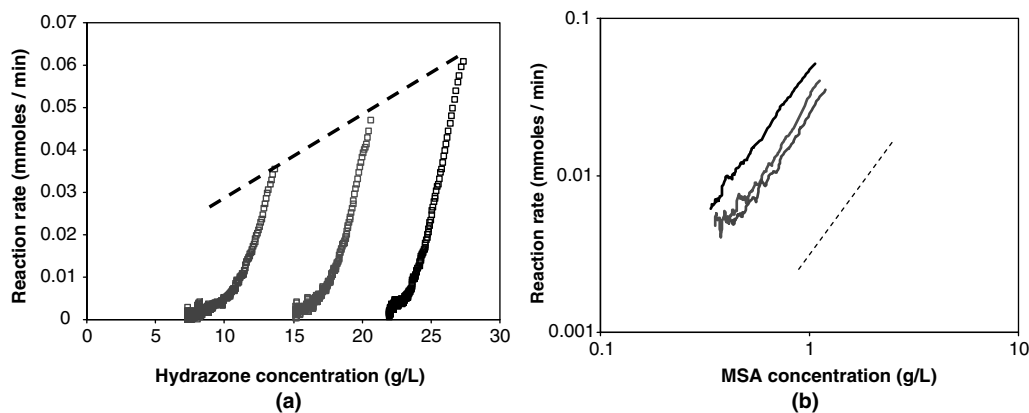 0.07
0.06
0.05
0.04
0.03
0.02
0.01
0
0 5 10 15 20 25 30
Reaction rate (mmoles / min)
Hydrazone concentration (g/L)
(a)
0.1
0.01
0.001
0.1 1 10
Reaction rate (mmoles / min)
MSA concentration (g/L)
(b)